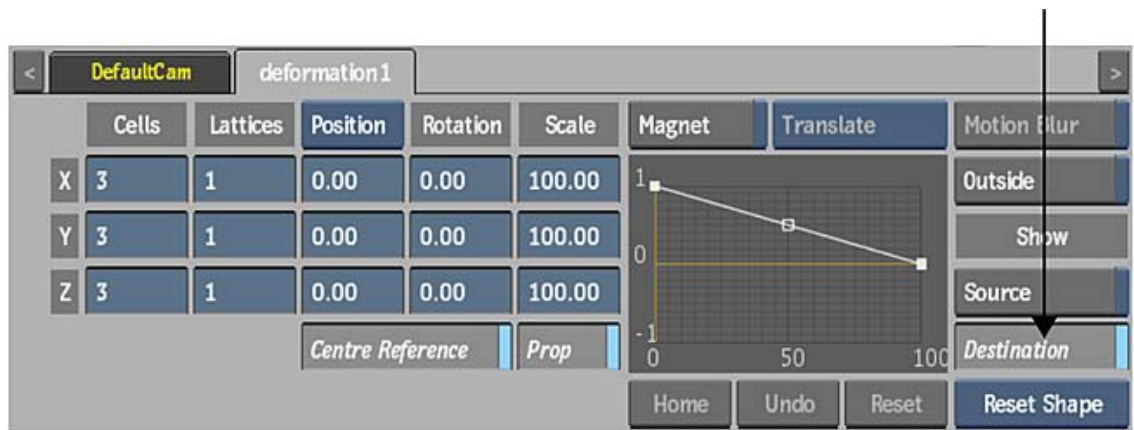 < DefaultCam deformation1 >
Cells Lattices Position Rotation Scale Magnet Translate Motion Blur
X 3 1 0.00 0.00 100.00 1 Outside
Y 3 1 0.00 0.00 100.00 0 Show
Z 3 1 0.00 0.00 100.00 Source
Centre Reference Prop -1 Destination
0 50 100
Home Undo Reset Reset Shape